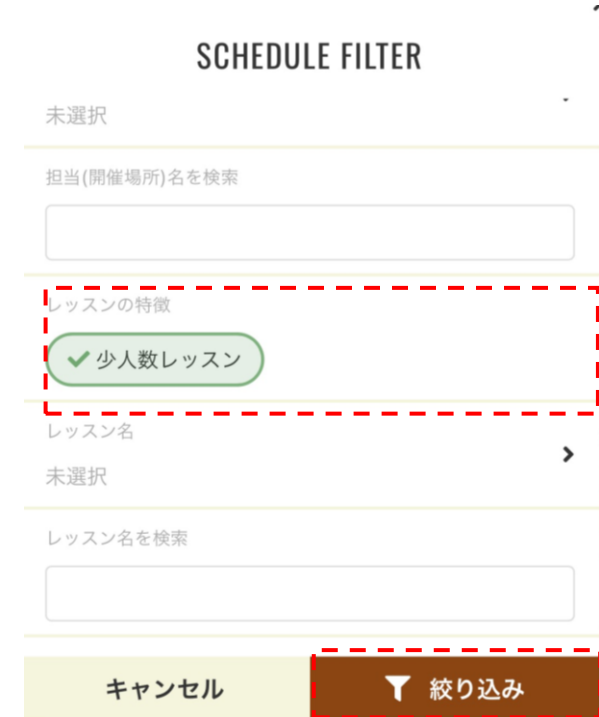 SCHEDULE FILTER
未選択
担当(開催場所)名を検索
レッスンの特徴
少人数レッスン
レッスン名
未選択
レッスン名を検索
キャンセル
絞り込み